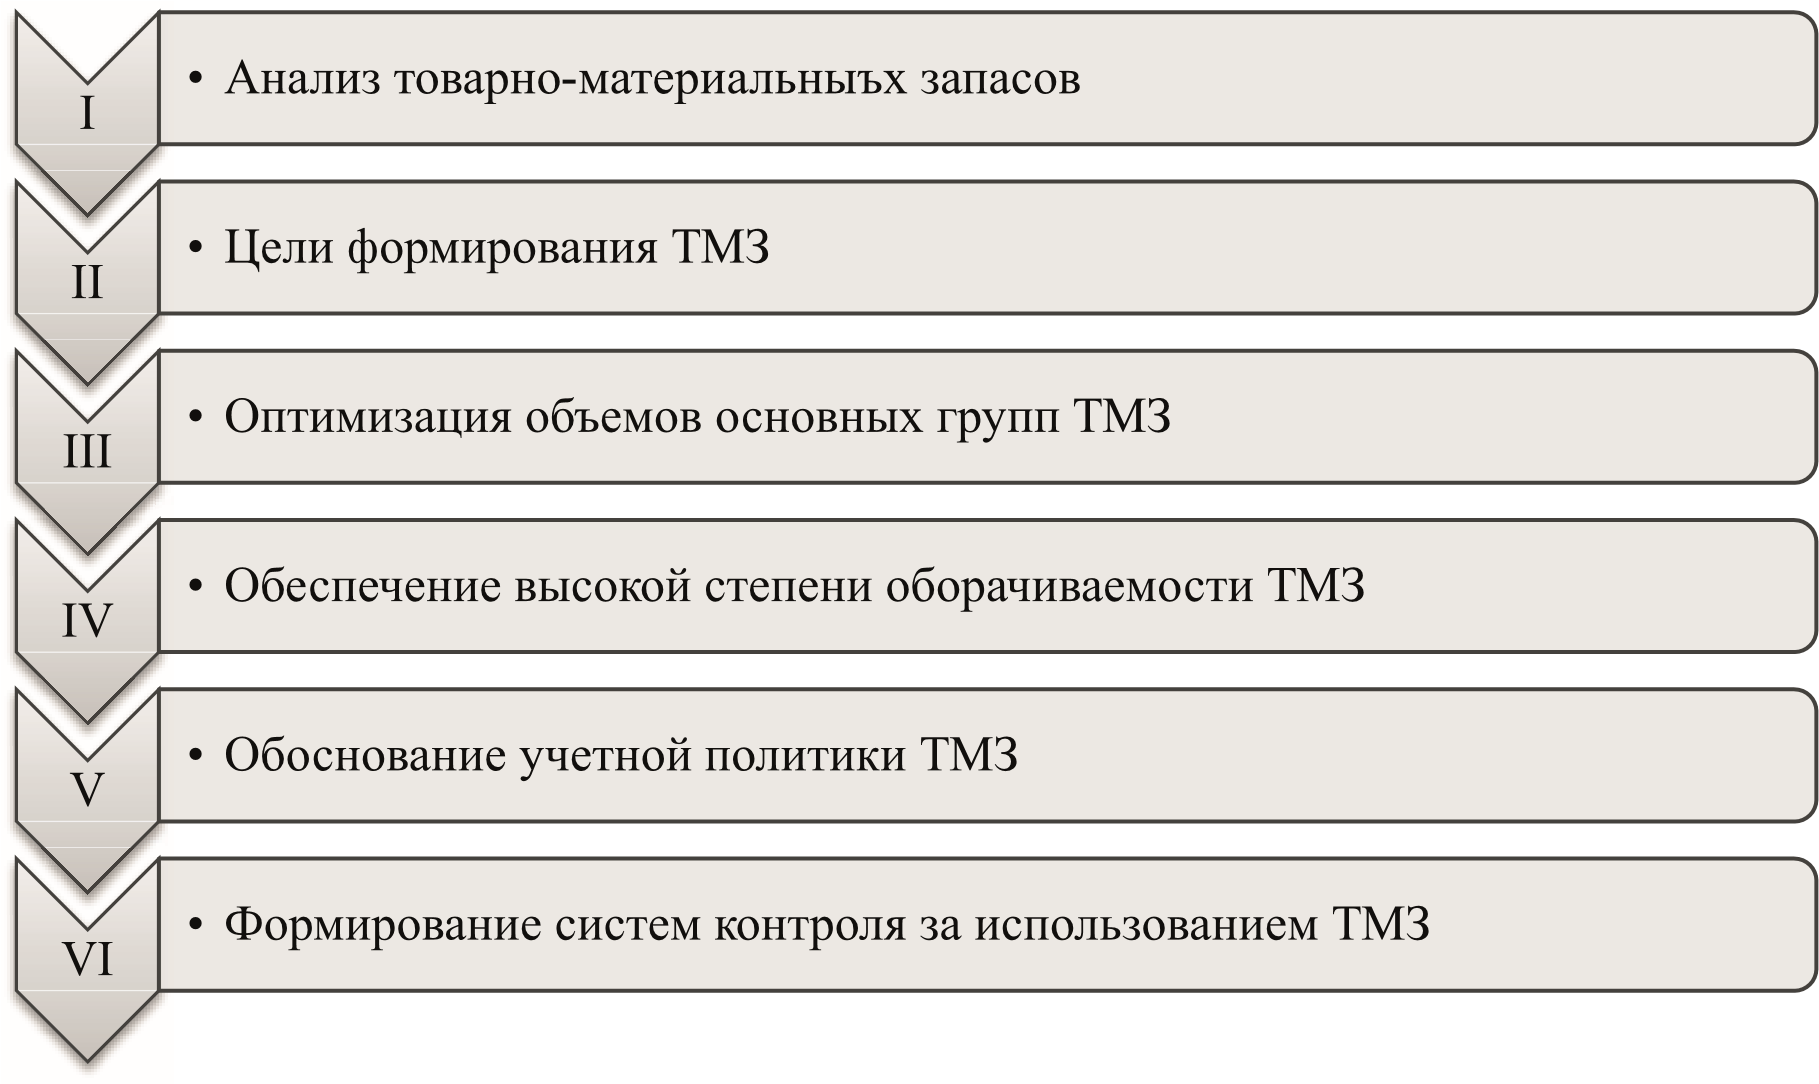 I
• Анализ товарно-материальныъх запасов
II
• Цели формирования ТМЗ
III
• Оптимизация объемов основных групп ТМЗ
IV
• Обеспечение высокой степени оборачиваемости ТМЗ
V
• Обоснование учетной политики ТМЗ
VI
• Формирование систем контроля за использованием ТМЗ